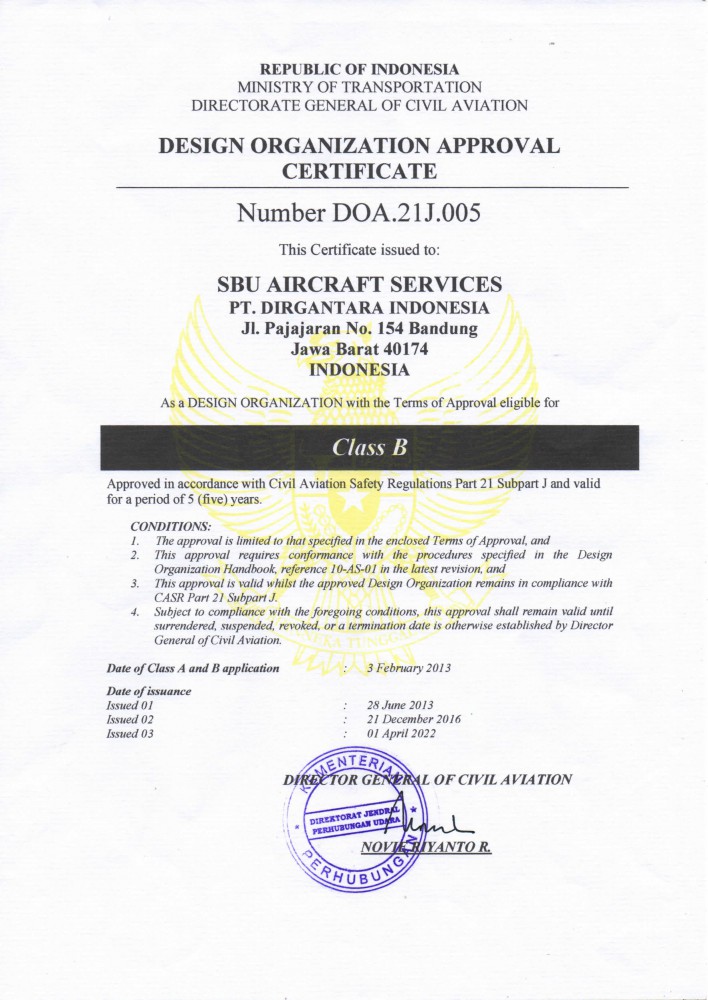 REPUBLIC OF INDONESIA
MINISTRY OF TRANSPORTATION
DIRECTORATE GENERAL OF CIVIL AVIATION
DESIGN ORGANIZATION APPROVAL
CERTIFICATE
Number DOA.21J.005
This Certificate issued to:
SBU AIRCRAFT SERVICES
PT. DIRGANTARA INDONESIA
Jl. Pajajaran No. 154 Bandung
Jawa Barat 40174
INDONESIA
As a DESIGN ORGANIZATION with the Terms of Approval eligible for
Class B
Approved in accordance with Civil Aviation Safety Regulations Part 21 Subpart J and valid
for a period of 5 (five) years.
CONDITIONS:
1. The approval is limited to that specified in the enclosed Terms of Approval, and
2. This approval requires conformance with the procedures specified in the Design
Organization Handbook, reference 10-AS-01 in the latest revision, and
3. This approval is valid whilst the approved Design Organization remains in compliance with
CASR Part 21 Subpart J.
4. Subject to compliance with the foregoing conditions, this approval shall remain valid until
surrendered, suspended, revoked, or a termination date is otherwise established by Director
General of Civil Aviation.
Date of Class A and B application : 3 February 2013
Date of issuance
Issued 01 : 28 June 2013
Issued 02 : 21 December 2016
Issued 03 : 01 April 2022
DIRECTOR GENERAL OF CIVIL AVIATION
KEMENTERIAN
DIREKTORAT JENDRAL
PERHUBUNGAN UDARA
PERHUBUNGAN
NOVIE RIYANTO R.